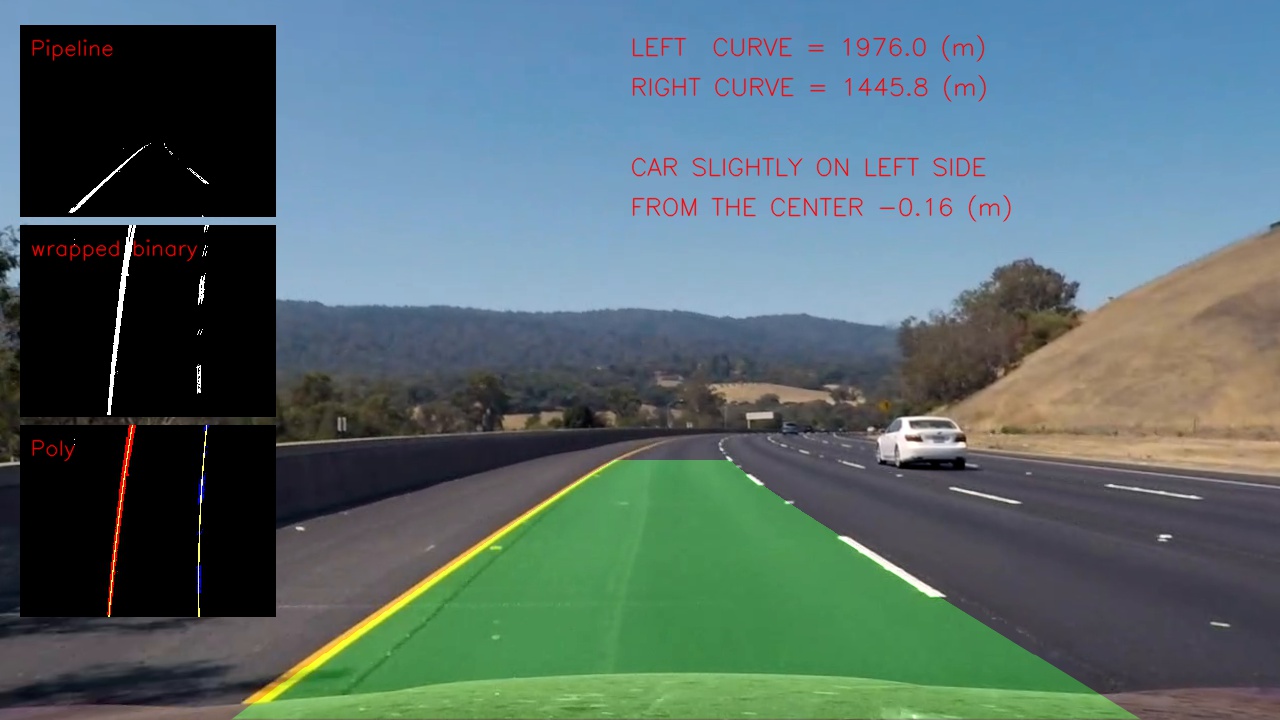 Pipeline
wrapped binary
Poly
LEFT CURVE = 1976.0 (m)
RIGHT CURVE = 1445.8 (m)
CAR SLIGHTLY ON LEFT SIDE
FROM THE CENTER -0.16 (m)